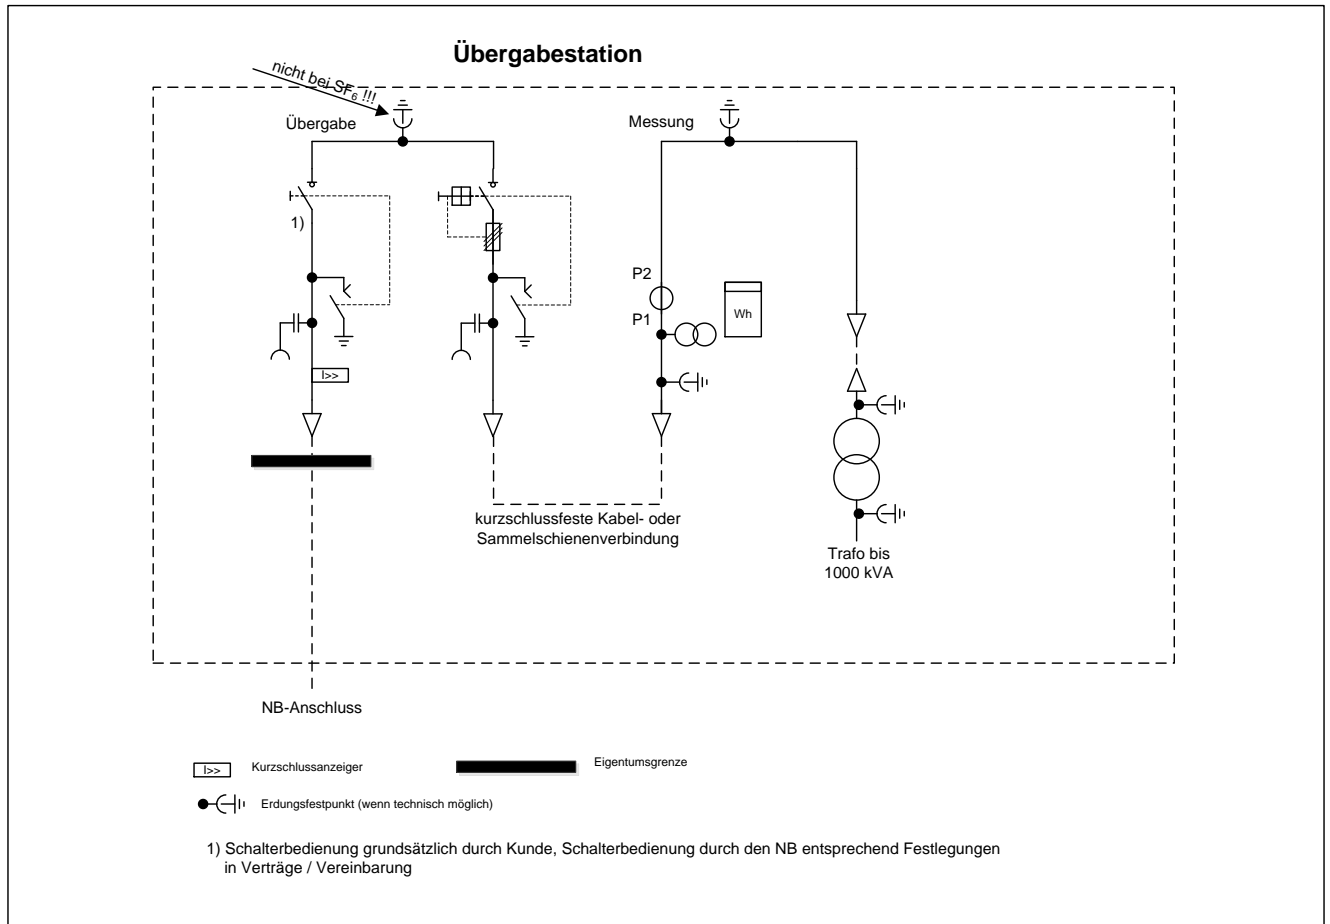 Übergabestation
nicht bei SF₆ !!!
Übergabe
Messung
1)
P2
P1
Wh
I>>
kurzschlussfeste Kabel- oder
Sammelschienenverbindung
Trafo bis
1000 kVA
NB-Anschluss
I>> Kurzschlussanzeiger
Eigentumsgrenze
Erdungsfestpunkt (wenn technisch möglich)
1) Schalterbedienung grundsätzlich durch Kunde, Schalterbedienung durch den NB entsprechend Festlegungen
in Verträge / Vereinbarung